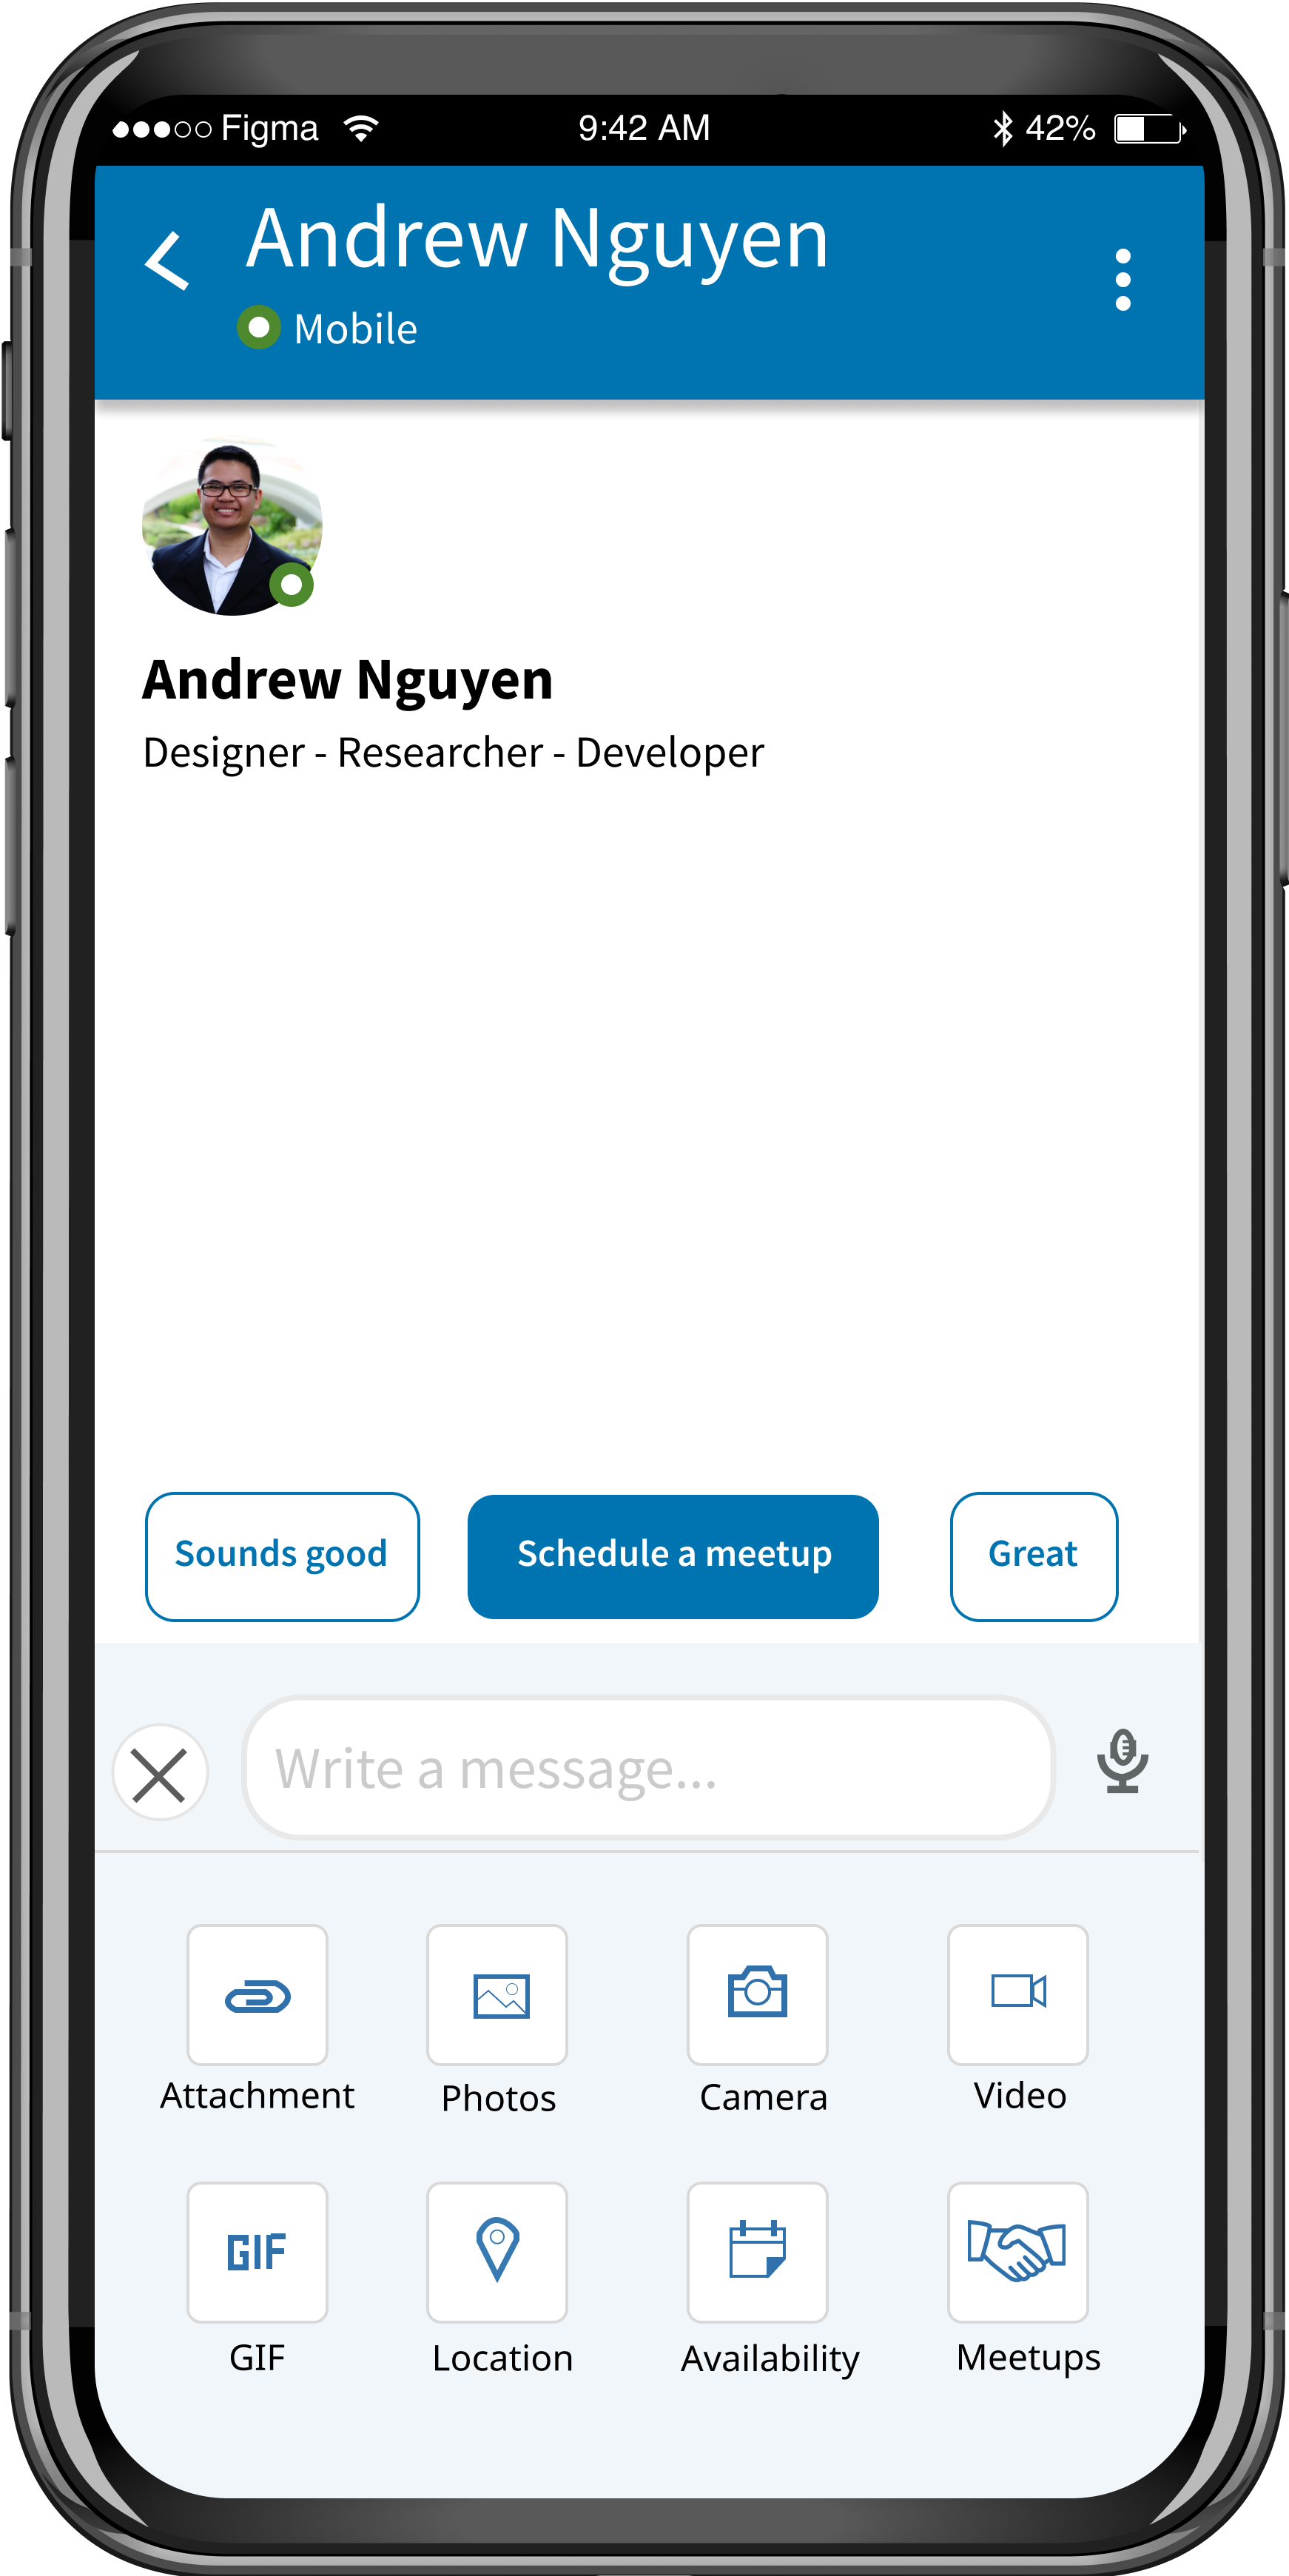 Figma 9:42 AM 42%
Andrew Nguyen
Mobile
Andrew Nguyen
Designer - Researcher - Developer
Sounds good Schedule a meetup Great
Write a message...
Attachment Photos Camera Video
GIF
GIF Location Availability Meetups